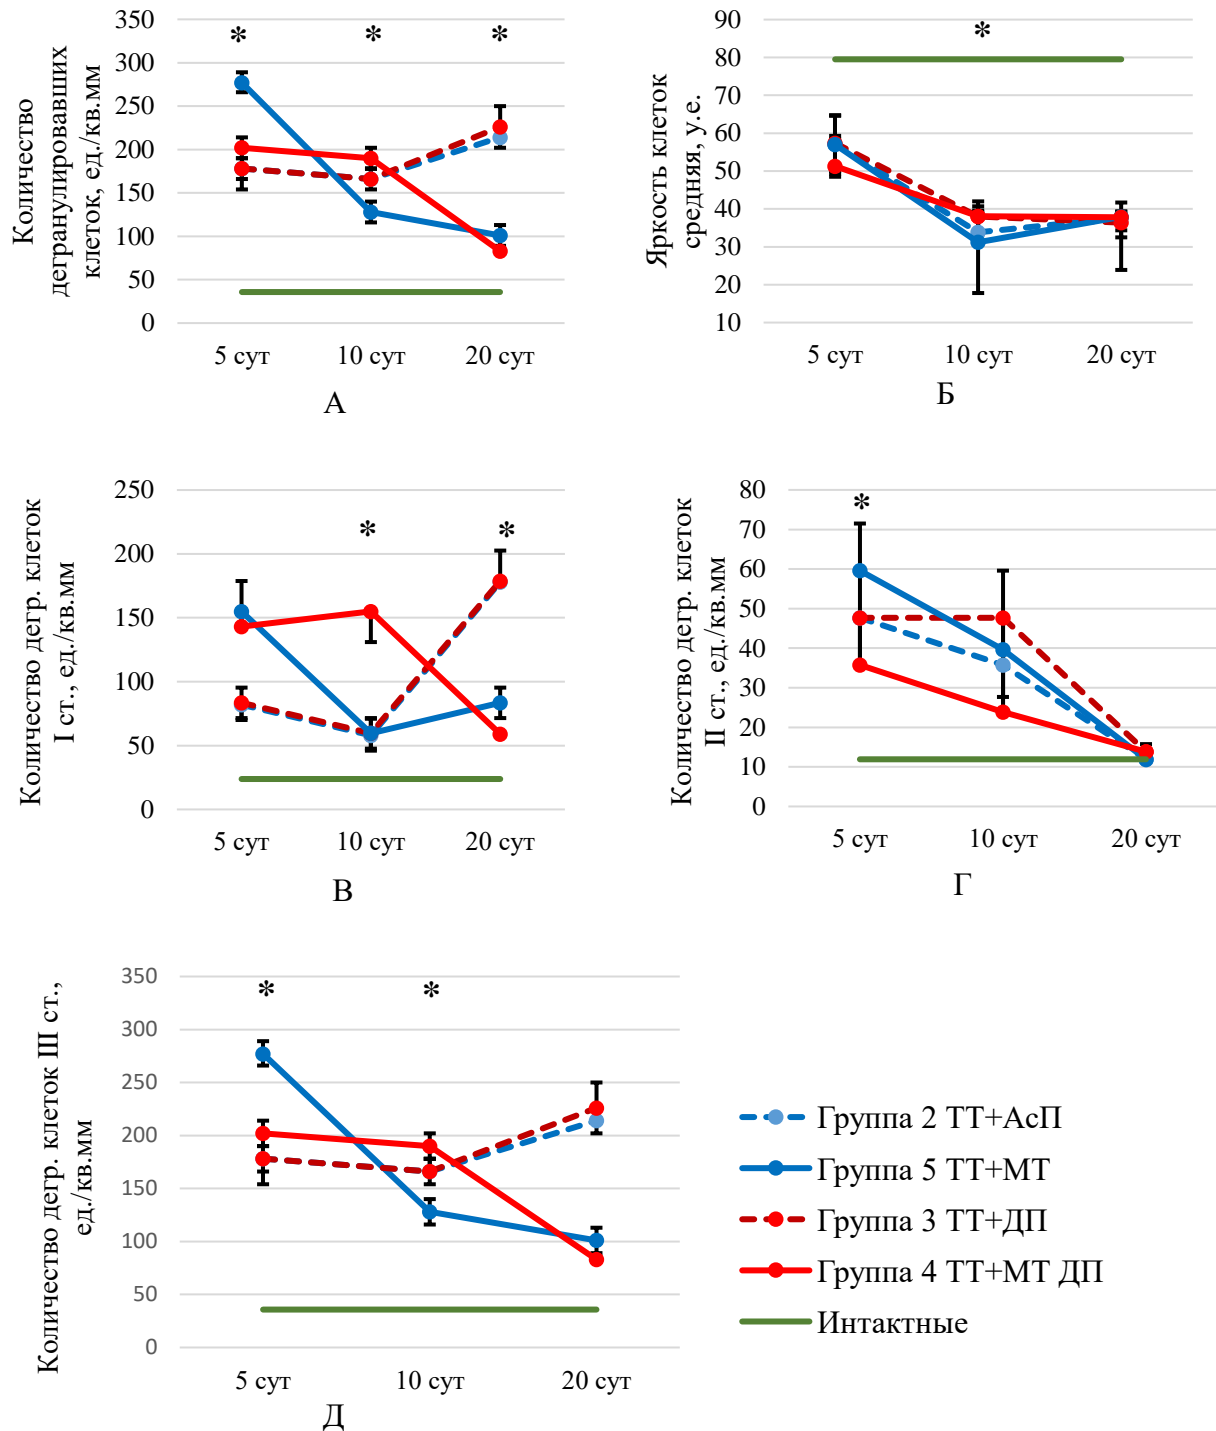 Количество
дегранулировавших
клеток, ед./кв.мм
350
300
250
200
150
100
50
0
* * *
5 сут 10 сут 20 сут
А
Яркость клеток
средняя, у.е.
90
80
70
60
50
40
30
20
10
*
5 сут 10 сут 20 сут
Б
Количество дегр. клеток
I ст., ед./кв.мм
250
200
150
100
50
0
* *
5 сут 10 сут 20 сут
В
Количество дегр. клеток
II ст., ед./кв.мм
80
70
60
50
40
30
20
10
0
*
5 сут 10 сут 20 сут
Г
Количество дегр. клеток III ст.,
ед./кв.мм
350
300
250
200
150
100
50
0
* *
5 сут 10 сут 20 сут
Д
Группа 2 ТТ+АсП
Группа 5 ТТ+МТ
Группа 3 ТТ+ДП
Группа 4 ТТ+МТ ДП
Интактные